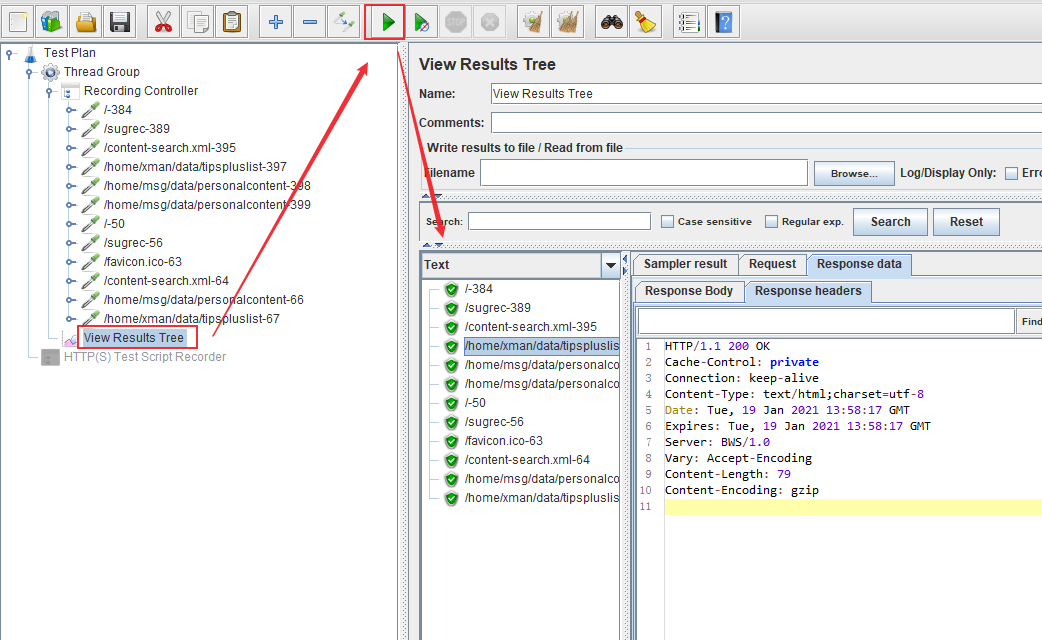 STOP
Test Plan
Thread Group
Recording Controller
/-384
/sugrec-389
/content-search.xml-395
/home/xman/data/tipspluslist-397
/home/msg/data/personalcontent-398
/home/msg/data/personalcontent-399
/-50
/sugrec-56
/favicon.ico-63
/content-search.xml-64
/home/msg/data/personalcontent-66
/home/xman/data/tipspluslist-67
View Results Tree
HTTP(S) Test Script Recorder
View Results Tree
Name: View Results Tree
Comments:
Write results to file / Read from file
Filename Browse... Log/Display Only: Erro
Search: Case sensitive Regular exp. Search Reset
Text
/-384
/sugrec-389
/content-search.xml-395
/home/xman/data/tipspluslis
/home/msg/data/personalco
/home/msg/data/personalco
/-50
/sugrec-56
/favicon.ico-63
/content-search.xml-64
/home/msg/data/personalco
/home/xman/data/tipspluslis
Sampler result Request Response data
Response Body Response headers
Find
1 HTTP/1.1 200 OK
2 Cache-Control: private
3 Connection: keep-alive
4 Content-Type: text/html;charset=utf-8
5 Date: Tue, 19 Jan 2021 13:58:17 GMT
6 Expires: Tue, 19 Jan 2021 13:58:17 GMT
7 Server: BWS/1.0
8 Vary: Accept-Encoding
9 Content-Length: 79
10 Content-Encoding: gzip
11